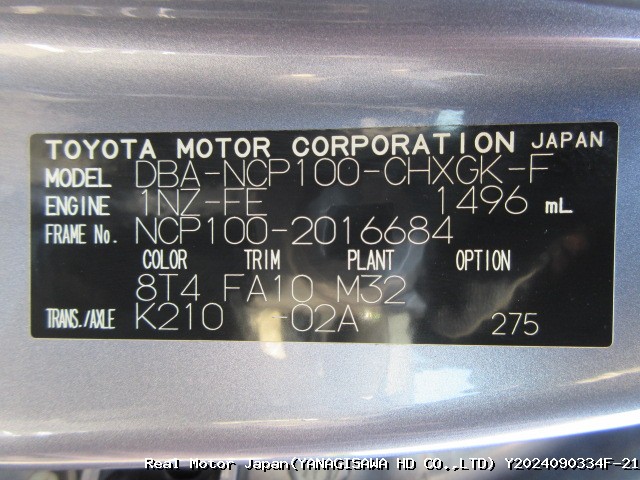 TOYOTA MOTOR CORPORATION JAPAN
MODEL DBA-NCP100-CHXGK-F
ENGINE 1NZ-FE 1496 mL
FRAME No. NCP100-2016684
COLOR TRIM PLANT OPTION
8T4 FA10 M32
TRANS./AXLE K210 -02A 275
Real Motor Japan(YANAGISAWA HD CO.,LTD) Y2024090334F-21